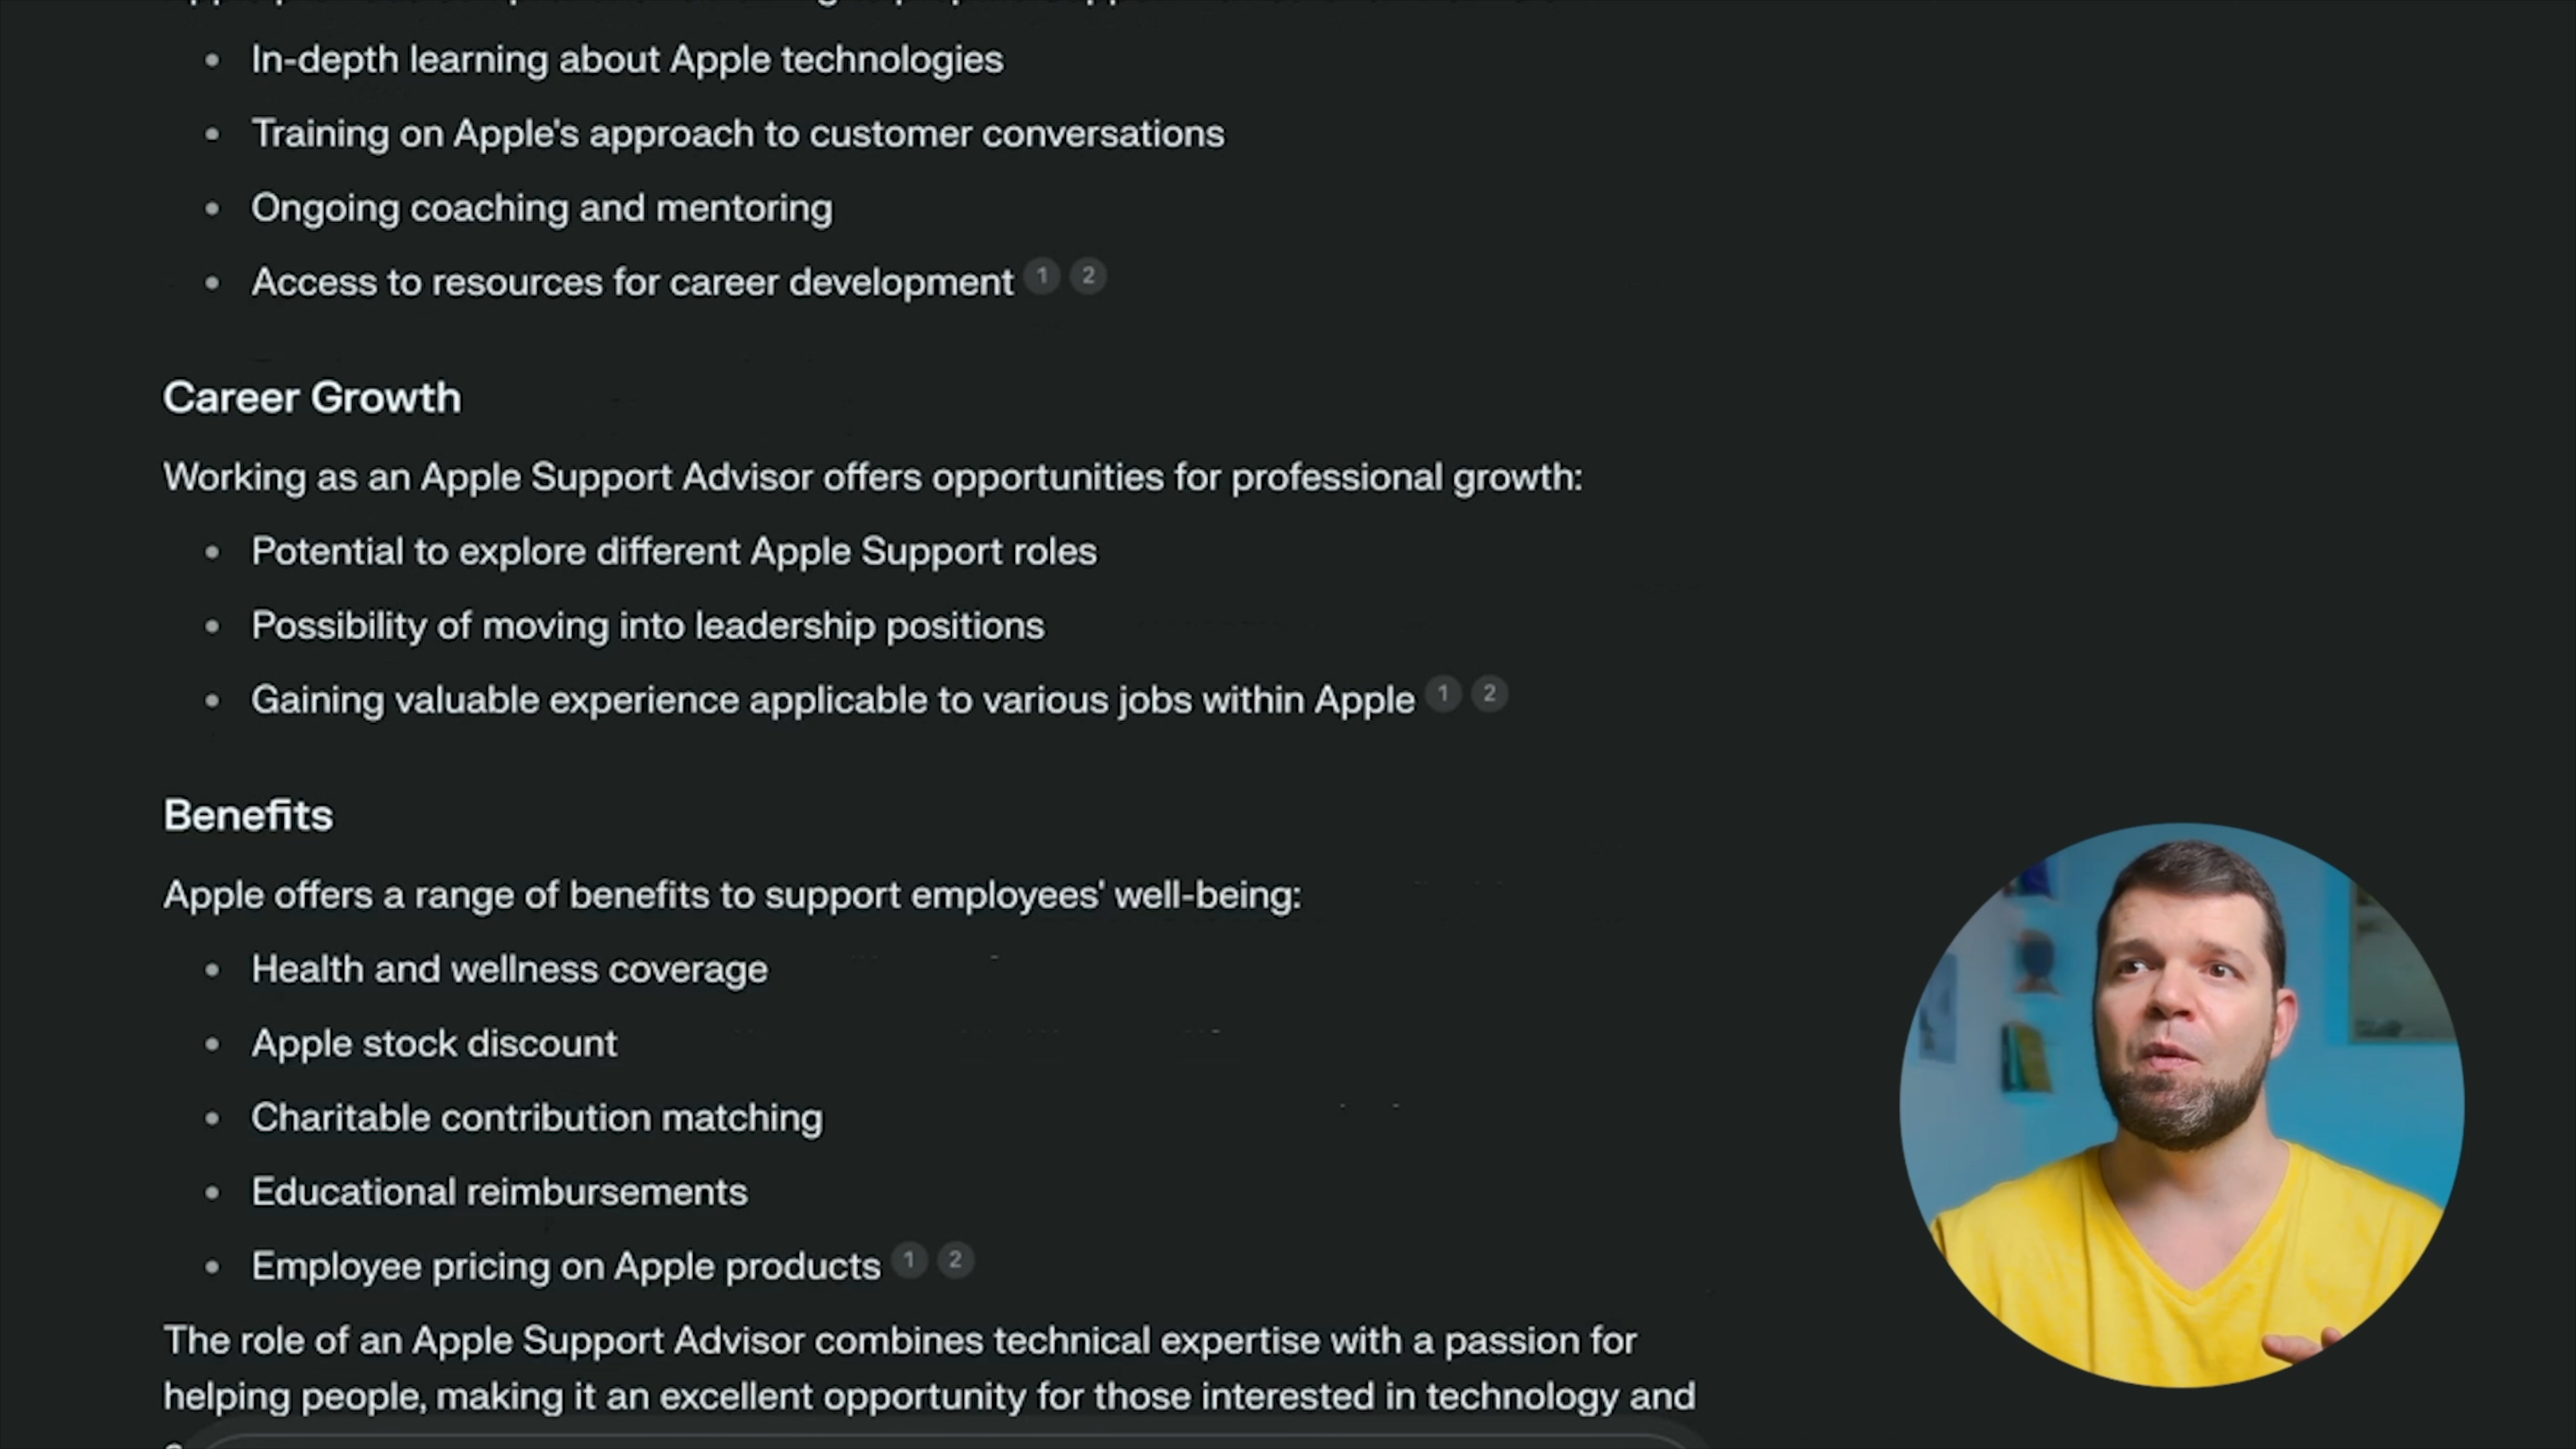 In-depth learning about Apple technologies
Training on Apple's approach to customer conversations
Ongoing coaching and mentoring
Access to resources for career development 1 2
Career Growth
Working as an Apple Support Advisor offers opportunities for professional growth:
Potential to explore different Apple Support roles
Possibility of moving into leadership positions
Gaining valuable experience applicable to various jobs within Apple 1 2
Benefits
Apple offers a range of benefits to support employees' well-being:
Health and wellness coverage
Apple stock discount
Charitable contribution matching
Educational reimbursements
Employee pricing on Apple products 1 2
The role of an Apple Support Advisor combines technical expertise with a passion for
helping people, making it an excellent opportunity for those interested in technology and